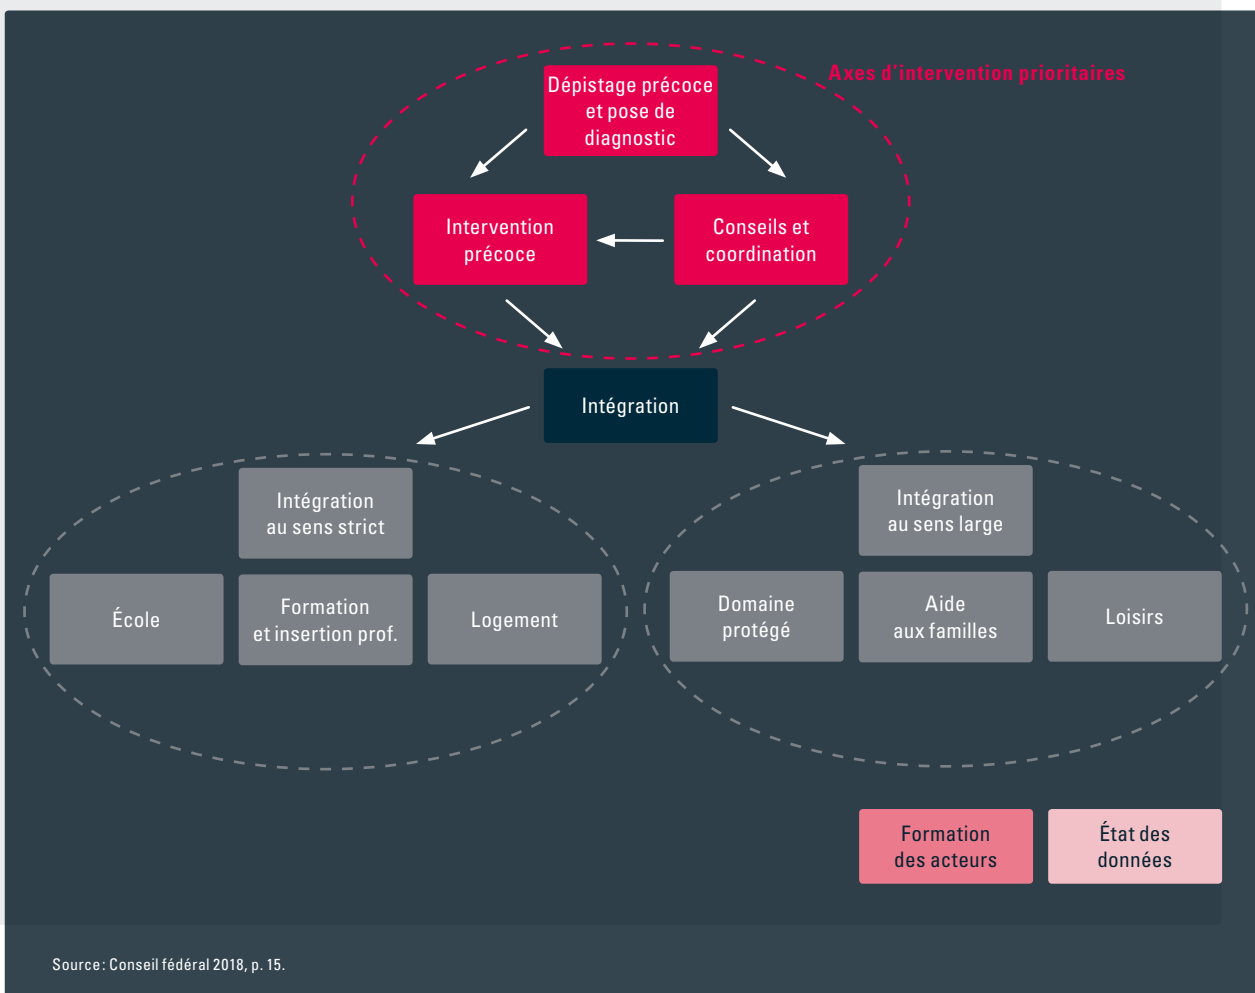 Axes d'intervention prioritaires
Dépistage précoce
et pose de
diagnostic
Intervention
précoce
Conseils et
coordination
Intégration
Intégration
au sens strict
École
Formation
et insertion prof.
Logement
Intégration
au sens large
Domaine
protégé
Aide
aux familles
Loisirs
Formation
des acteurs
État des
données
Source: Conseil fédéral 2018, p. 15.